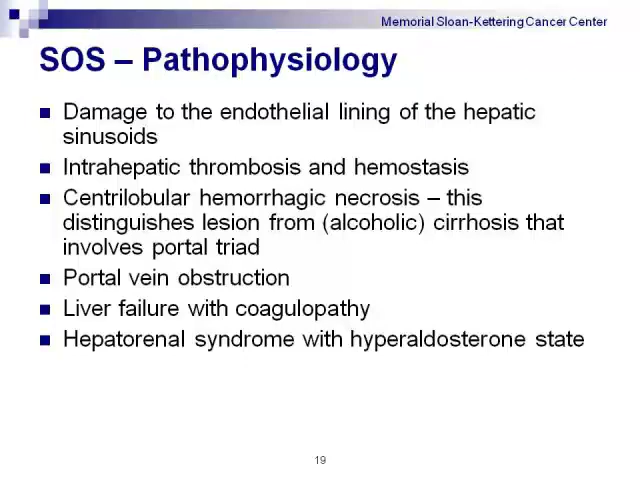 Memorial Sloan-Kettering Cancer Center
SOS – Pathophysiology
Damage to the endothelial lining of the hepatic
sinusoids
Intrahepatic thrombosis and hemostasis
Centrilobular hemorrhagic necrosis – this
distinguishes lesion from (alcoholic) cirrhosis that
involves portal triad
Portal vein obstruction
Liver failure with coagulopathy
Hepatorenal syndrome with hyperaldosterone state
19